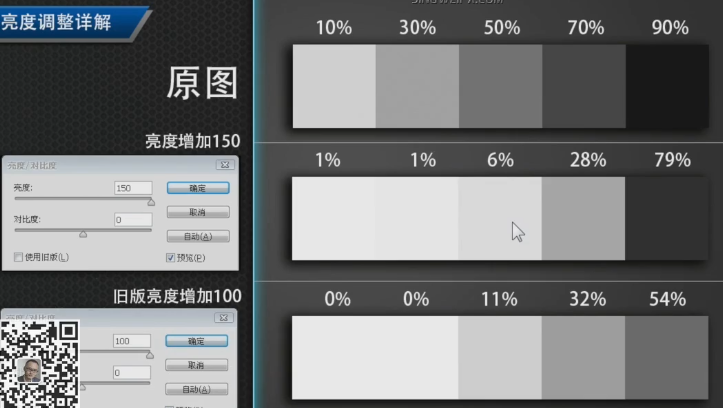 亮度调整详解
10% 30% 50% 70% 90%
原图
亮度增加150
1% 1% 6% 28% 79%
亮度/对比度
亮度: 150 确定
取消
对比度: 0
自动(A)
使用旧版(L) 预览(P)
旧版亮度增加100
0% 0% 11% 32% 54%
亮度/对比度
100 确定
取消
0
自动(A)